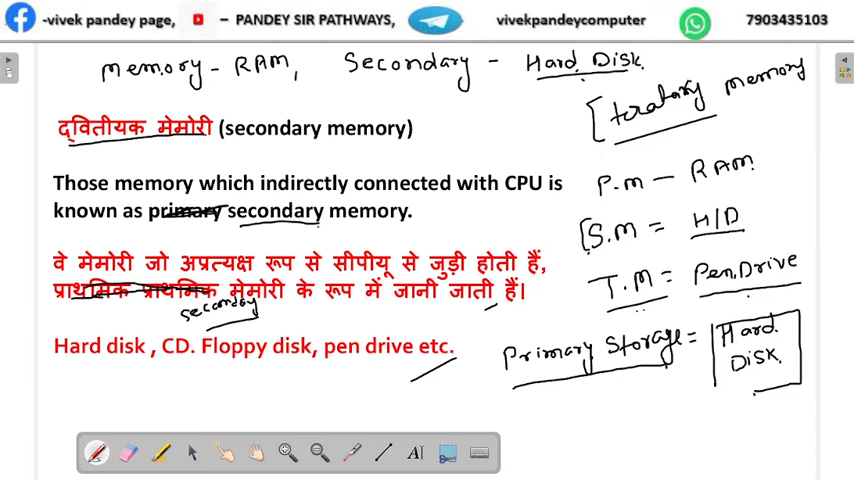 -vivek pandey page, – PANDEY SIR PATHWAYS, vivekpandeycomputer 7903435103
memory - RAM, Secondary - Hard Disk
[ memory
द्वितीयक मेमोरी (secondary memory)
P.M - RAM
Those memory which indirectly connected with CPU is
known as primary secondary memory.
[S.M = H/D
वे मेमोरी जो अप्रत्यक्ष रूप से सीपीयू से जुड़ी होती हैं,
T.M = Pen.Drive
प्राथमिक प्राथमिक मेमोरी के रूप में जानी जाती हैं।
seconday
Hard disk , CD. Floppy disk, pen drive etc.
Primary Storage = Hard
Disk